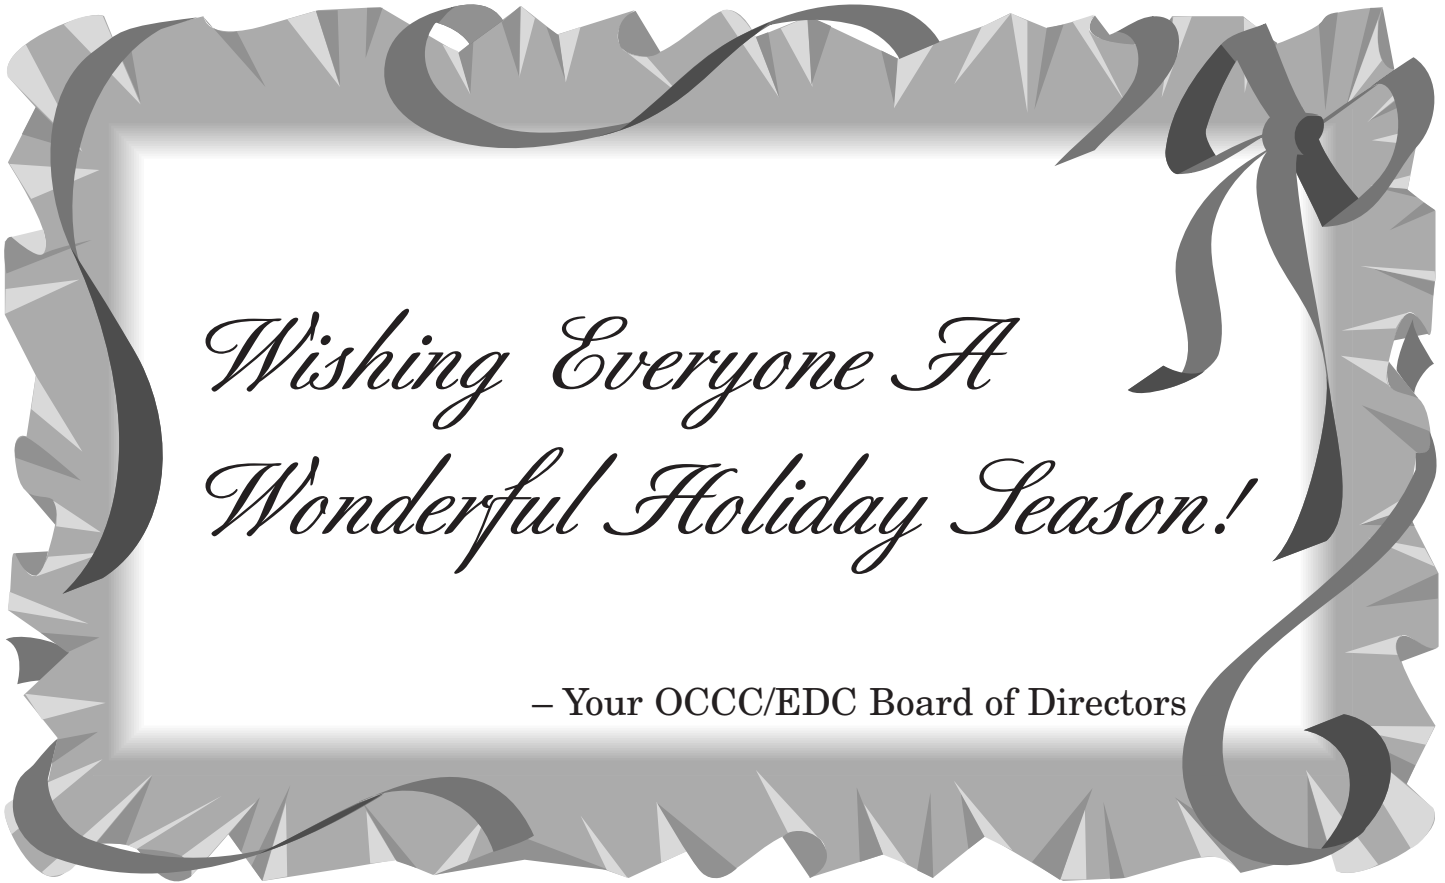 Wishing Everyone A
Wonderful Holiday Season!
– Your OCCC/EDC Board of Directors